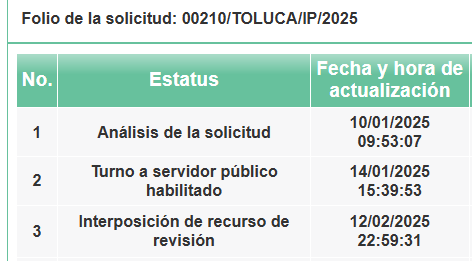 Folio de la solicitud: 00210/TOLUCA/IP/2025
No. Estatus Fecha y hora de actualización
1 Análisis de la solicitud 10/01/2025 09:53:07
2 Turno a servidor público habilitado 14/01/2025 15:39:53
3 Interposición de recurso de revisión 12/02/2025 22:59:31